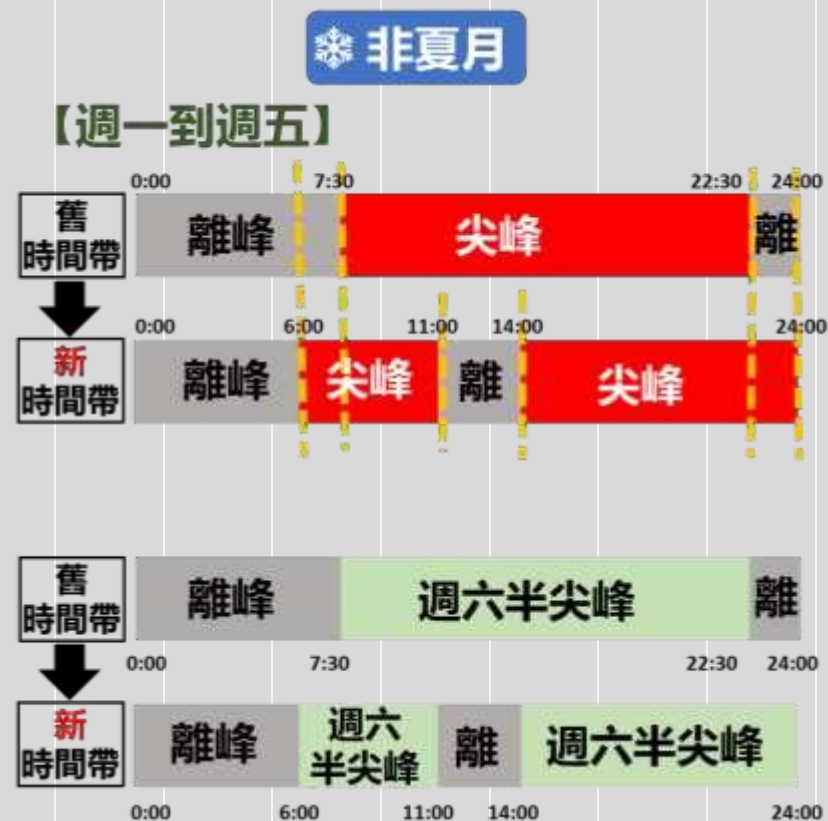 ❄ 非夏月
【週一到週五】
0:00 7:30 22:30 24:00
舊
時間帶
離峰 尖峰 離
0:00 6:00 11:00 14:00 24:00
新
時間帶
離峰 尖峰 離 尖峰
舊
時間帶
離峰 週六半尖峰 離
0:00 7:30 22:30 24:00
新
時間帶
離峰 週六
半尖峰 離 週六半尖峰
0:00 6:00 11:00 14:00 24:00